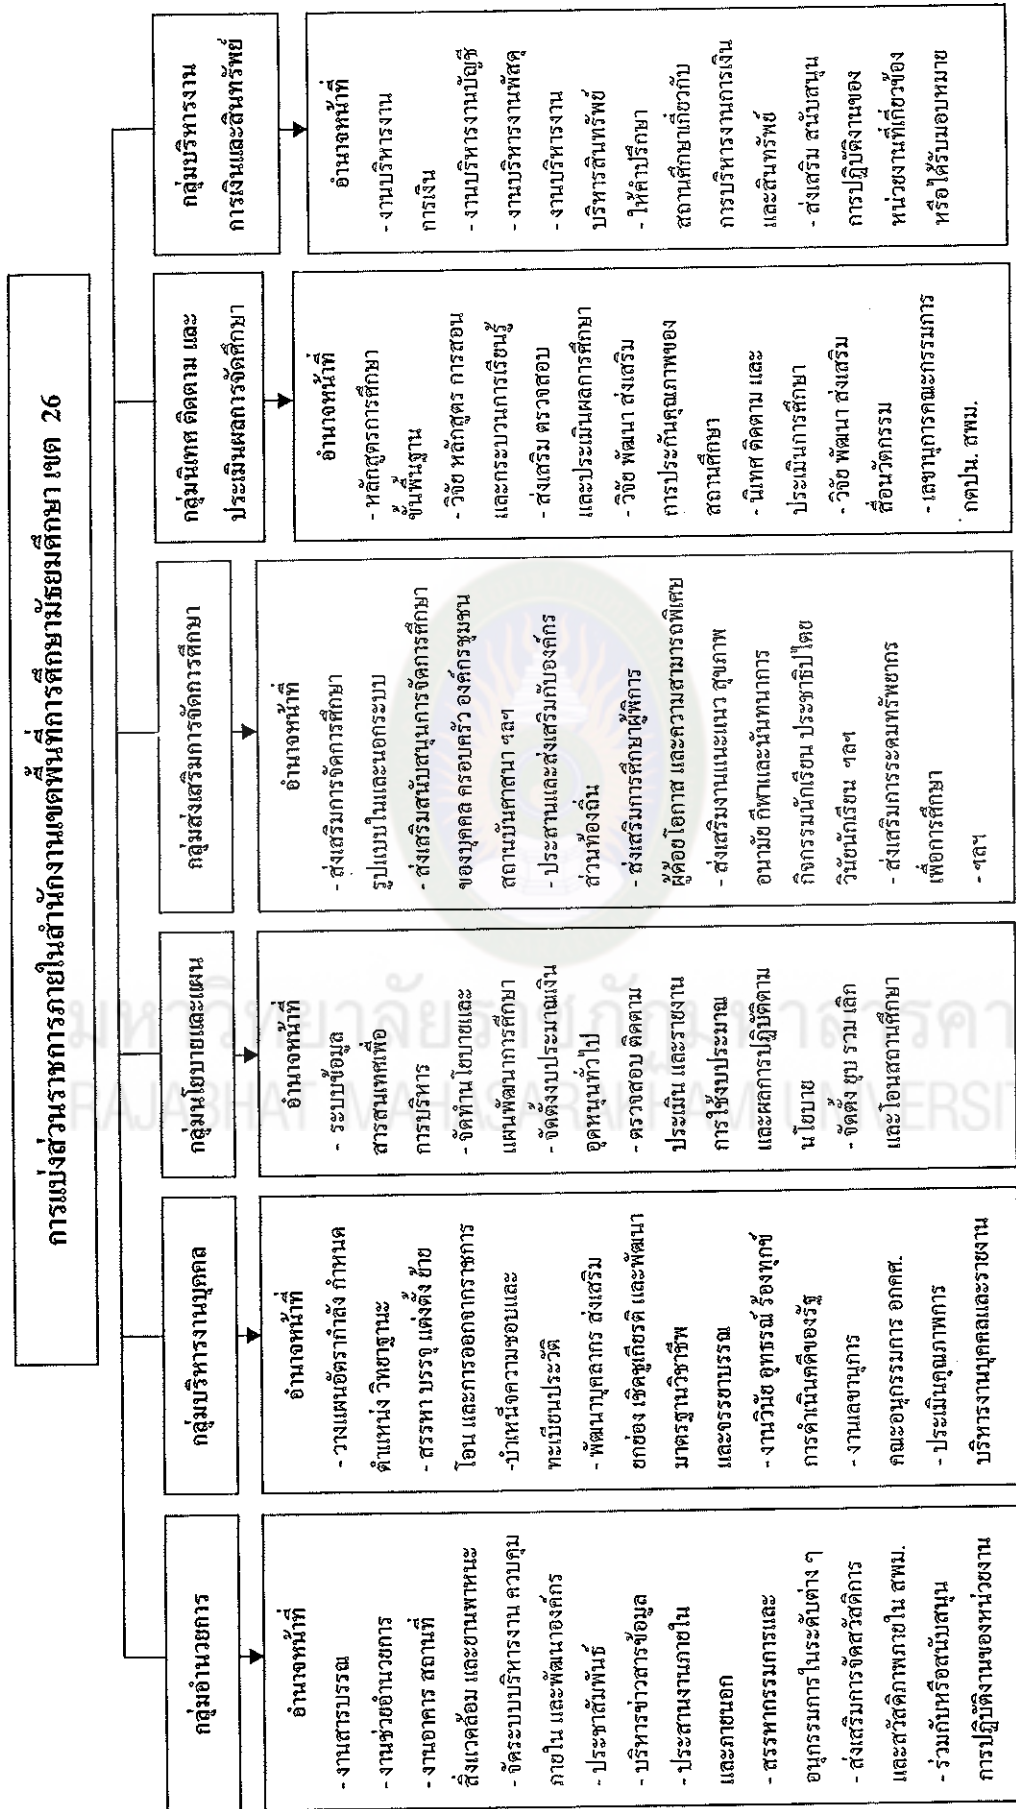 การแบ่งส่วนราชการภายในสำนักงานเขตพื้นที่การศึกษามัธยมศึกษา เขต 26
กลุ่มอำนวยการ
อำนาจหน้าที่
- งานสารบรรณ
- งานช่วยอำนวยการ
- งานอาคาร สถานที่
สิ่งแวดล้อม และยานพาหนะ
- จัดระบบบริหารงาน ควบคุม
ภายใน และพัฒนาองค์กร
- ประชาสัมพันธ์
- บริหารข่าวสารข้อมูล
- ประสานงานภายใน
และภายนอก
- สรรหากรรมการและ
อนุกรรมการในระดับต่าง ๆ
- ส่งเสริมการจัดสวัสดิการ
และสวัสดิภาพภายใน สพม.
- ร่วมกับหรือสนับสนุน
การปฏิบัติงานของหน่วยงาน
กลุ่มบริหารงานบุคคล
อำนาจหน้าที่
- วางแผนอัตรากำลัง กำหนด
ตำแหน่ง วิทยาฐานะ
- สรรหา บรรจุ แต่งตั้ง ย้าย
โอน และการออกจากราชการ
-บำเหน็จความชอบและ
ทะเบียนประวัติ
- พัฒนาบุคลากร ส่งเสริม
ยกย่อง เชิดชูเกียรติ และพัฒนา
มาตรฐานวิชาชีพ
และจรรยาบรรณ
- งานวินัย อุทธรณ์ ร้องทุกข์
การดำเนินคดีของรัฐ
- งานเลขานุการ
คณะอนุกรรมการ อกคศ.
- ประเมินคุณภาพการ
บริหารงานบุคคลและรายงาน
กลุ่มนโยบายและแผน
อำนาจหน้าที่
- ระบบข้อมูล
สารสนเทศเพื่อ
การบริหาร
- จัดทำนโยบายและ
แผนพัฒนาการศึกษา
- จัดตั้งงบประมาณเงิน
อุดหนุนทั่วไป
- ตรวจสอบ ติดตาม
ประเมิน และรายงาน
การใช้งบประมาณ
และผลการปฏิบัติตาม
นโยบาย
- จัดตั้ง ยุบ รวม เลิก
และโอนสถานศึกษา
กลุ่มส่งเสริมการจัดการศึกษา
อำนาจหน้าที่
- ส่งเสริมการจัดการศึกษา
รูปแบบในและนอกระบบ
- ส่งเสริมสนับสนุนการจัดการศึกษา
ของบุคคล ครอบครัว องค์กรชุมชน
สถานบันศาสนา ฯลฯ
- ประสานและส่งเสริมกับองค์กร
ส่วนท้องถิ่น
- ส่งเสริมการศึกษาผู้พิการ
ผู้ด้อยโอกาส และความสามารถพิเศษ
- ส่งเสริมงานแนะแนว สุขภาพ
อนามัย กีฬาและนันทนาการ
กิจกรรมนักเรียน ประชาธิปไตย
วินัยนักเรียน ฯลฯ
- ส่งเสริมการระดมทรัพยากร
เพื่อการศึกษา
- ฯลฯ
กลุ่มนิเทศ ติดตาม และ
ประเมินผลการจัดศึกษา
อำนาจหน้าที่
- หลักสูตรการศึกษา
ขั้นพื้นฐาน
- วิจัย หลักสูตร การสอน
และกระบวนการเรียนรู้
- ส่งเสริม ตรวจสอบ
และประเมินผลการศึกษา
- วิจัย พัฒนา ส่งเสริม
การประกันคุณภาพของ
สถานศึกษา
- นิเทศ ติดตาม และ
ประเมินการศึกษา
- วิจัย พัฒนา ส่งเสริม
สื่อนวัตกรรม
- เลขานุการคณะกรรมการ
กตปน. สพม.
กลุ่มบริหารงาน
การเงินและสินทรัพย์
อำนาจหน้าที่
- งานบริหารงาน
การเงิน
- งานบริหารงานบัญชี
- งานบริหารงานพัสดุ
- งานบริหารงาน
บริหารสินทรัพย์
- ให้คำปรึกษา
สถานศึกษาเกี่ยวกับ
การบริหารงานการเงิน
และสินทรัพย์
- ส่งเสริม สนับสนุน
การปฏิบัติงานของ
หน่วยงานที่เกี่ยวข้อง
หรือได้รับมอบหมาย
มหาวิทยาลัยราชภัฏมหาสารคา
RAJABHAT MAHASARAKHAM UNIVERSI